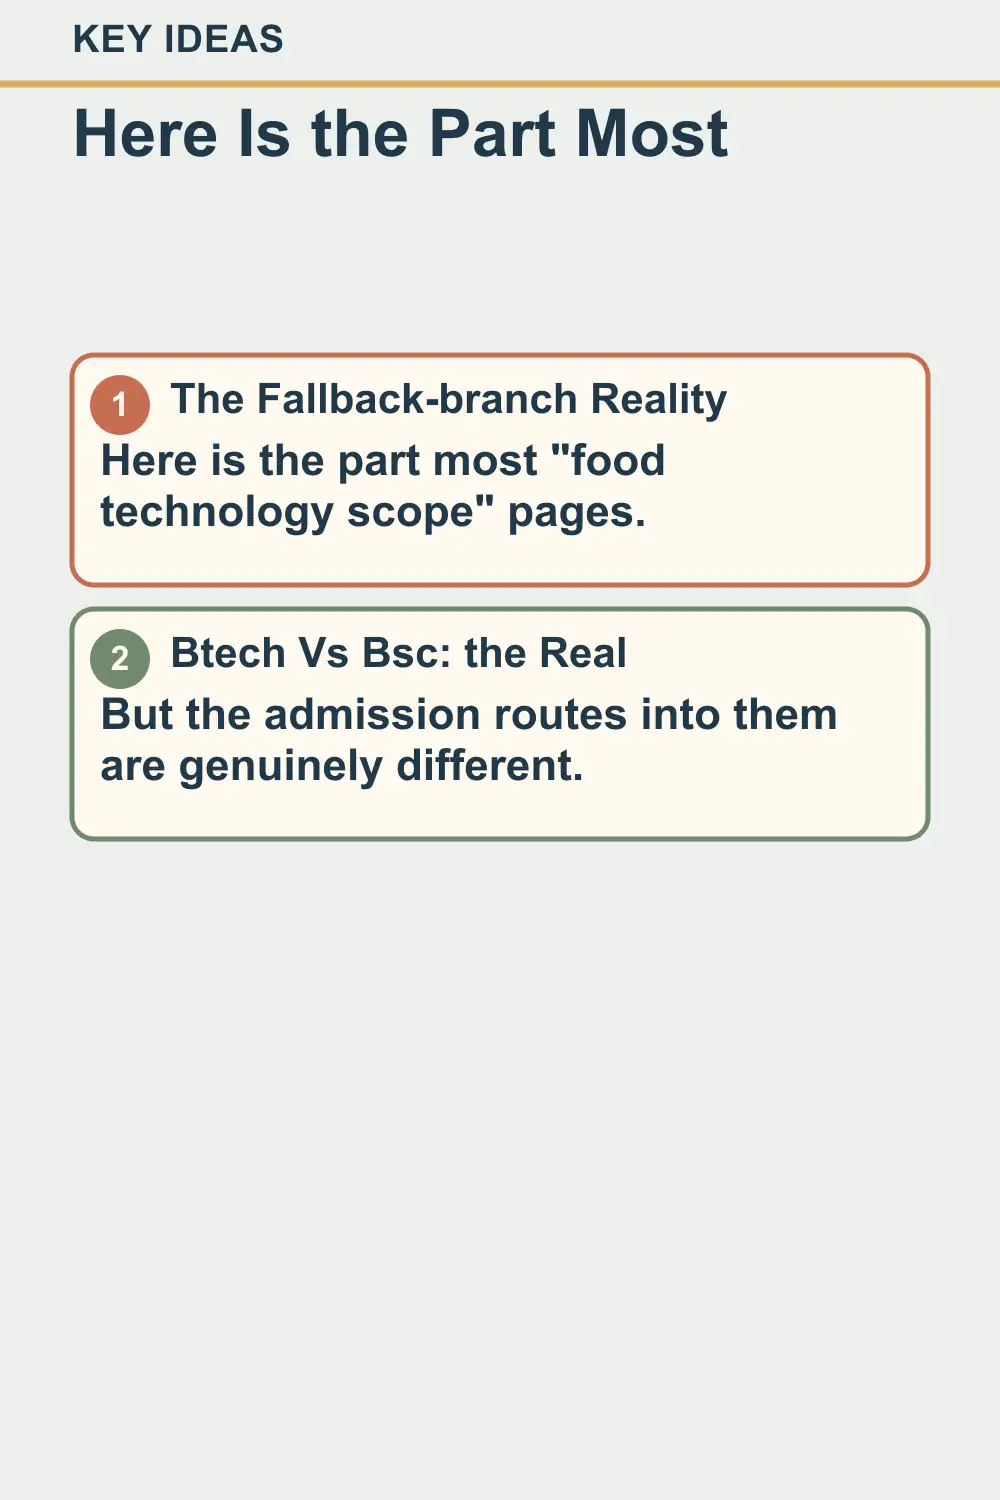 KEY IDEAS
Here Is the Part Most
1 The Fallback-branch Reality
Here is the part most "food
technology scope" pages.
2 Btech Vs Bsc: the Real
But the admission routes into them
are genuinely different.